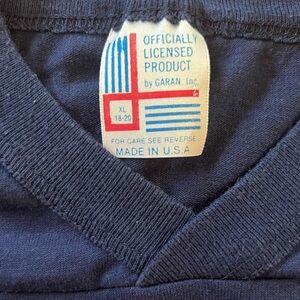 OFFICIALLY
LICENSED
PRODUCT
by GARAN, Inc.
XL
18-20
FOR CARE SEE REVERSE
MADE IN U.S.A